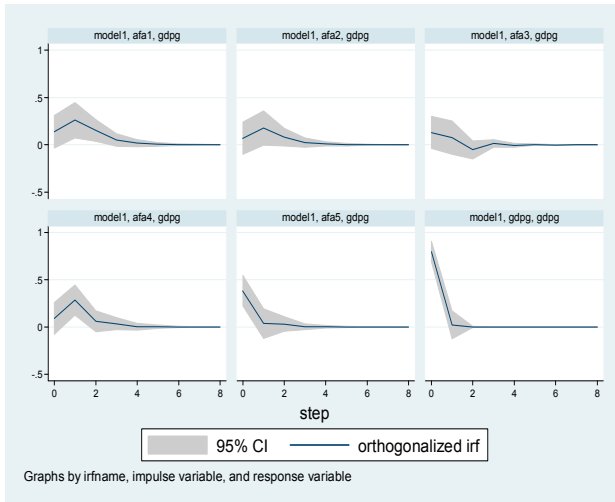 model1, afa1, gdpg
model1, afa2, gdpg
model1, afa3, gdpg
1
.5
0
-.5
model1, afa4, gdpg
model1, afa5, gdpg
model1, gdpg, gdpg
1
.5
0
-.5
0 2 4 6 8
0 2 4 6 8
0 2 4 6 8
step
95% CI
orthogonalized irf
Graphs by irfname, impulse variable, and response variable